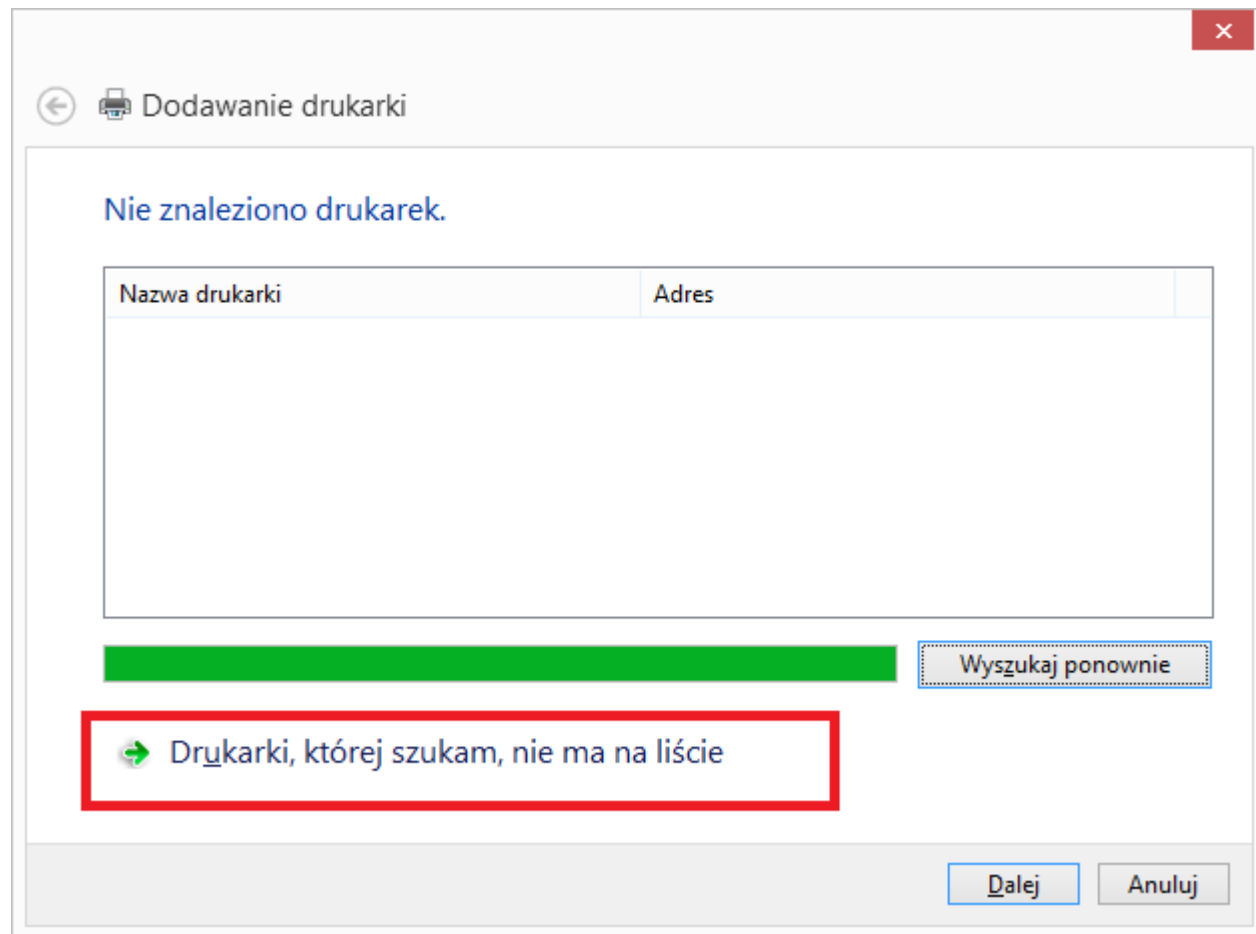 Dodawanie drukarki
Nie znaleziono drukarek.
Nazwa drukarki Adres
Wyszukaj ponownie
Drukarki, której szukam, nie ma na liście
Dalej Anuluj